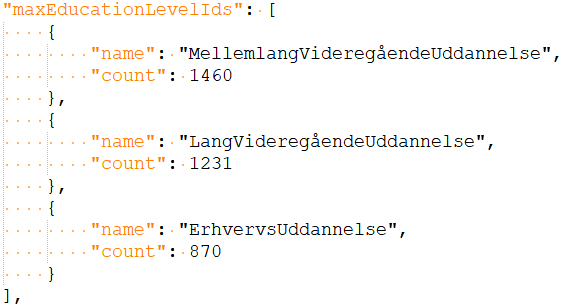 "maxEducationLevelIds": [
{
"name": "MellemlangVideregåendeUddannelse",
"count": 1460
},
{
"name": "LangVideregåendeUddannelse",
"count": 1231
},
{
"name": "ErhvervsUddannelse",
"count": 870
}
],